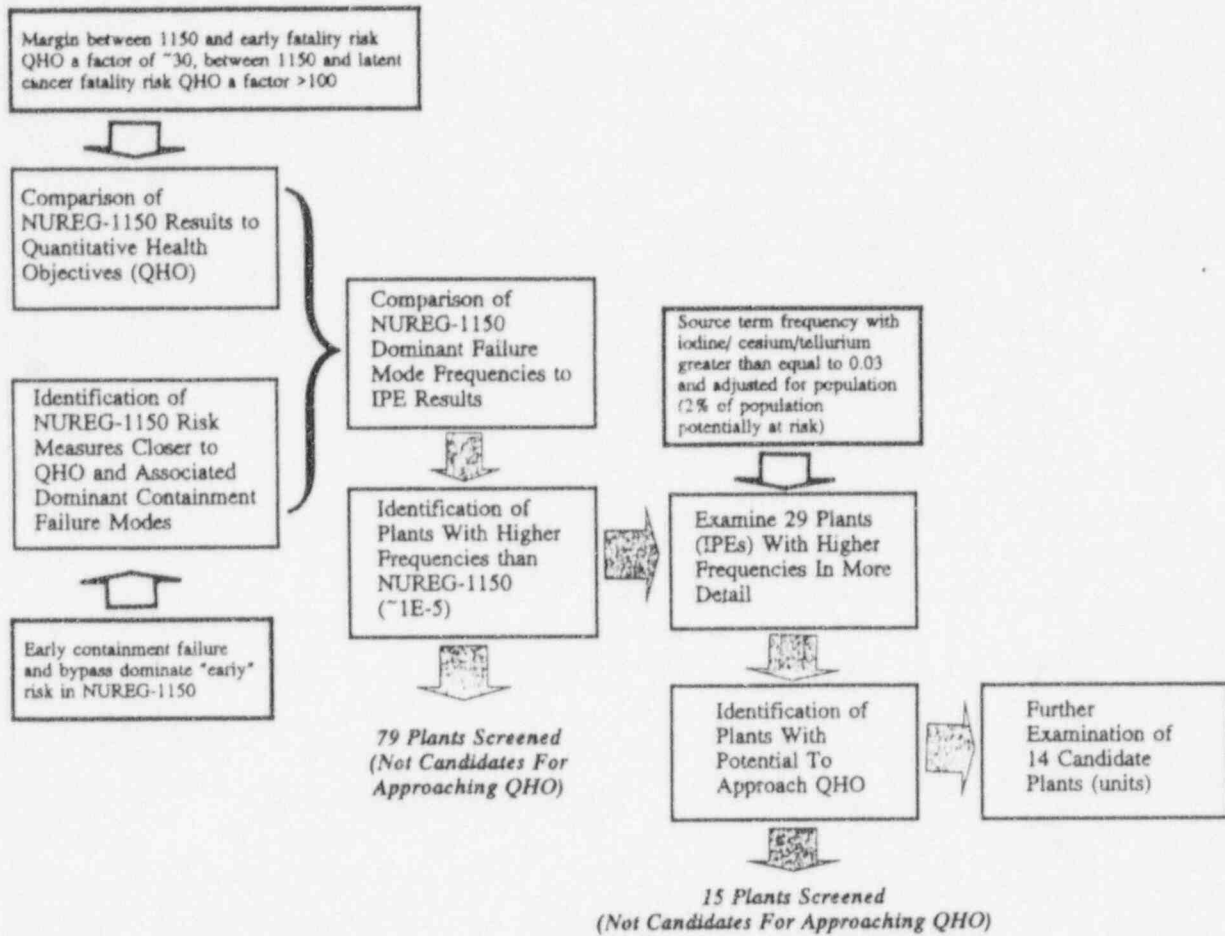 Margin between 1150 and early fatality risk
QHO a factor of ~30, between 1150 and latent
cancer fatality risk QHO a factor >100
Comparison of
NUREG-1150 Results to
Quantitative Health
Objectives (QHO)
Identification of
NUREG-1150 Risk
Measures Closer to
QHO and Associated
Dominant Containment
Failure Modes
Early containment failure
and bypass dominate "early"
risk in NUREG-1150
Comparison of
NUREG-1150
Dominant Failure
Mode Frequencies to
IPE Results
Identification of
Plants With Higher
Frequencies than
NUREG-1150
(~1E-5)
79 Plants Screened
(Not Candidates For
Approaching QHO)
Source term frequency with
iodine/ cesium/tellurium
greater than equal to 0.03
and adjusted for population
(2% of population
potentially at risk)
Examine 29 Plants
(IPEs) With Higher
Frequencies In More
Detail
Identification of
Plants With
Potential To
Approach QHO
Further
Examination of
14 Candidate
Plants (units)
15 Plants Screened
(Not Candidates For Approaching QHO)